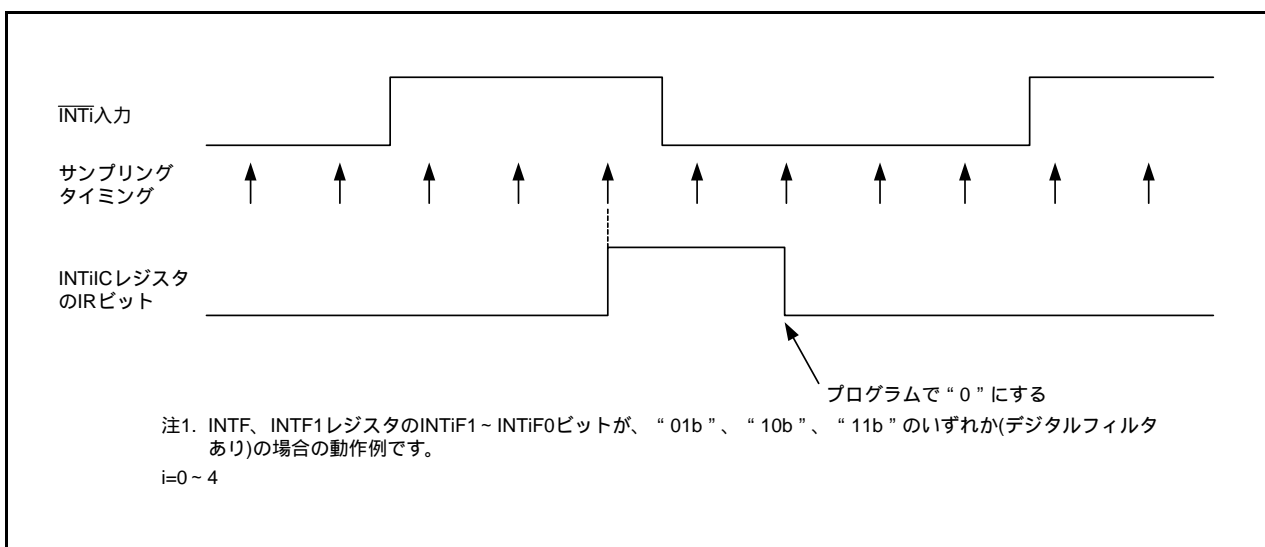 INTi入力
サンプリング
タイミング
INTiICレジスタ
のIRビット
プログラムで“0”にする
注1. INTF、INTF1レジスタのINTiF1~INTiF0ビットが、“01b”、“10b”、“11b”のいずれか(デジタルフィルタ
あり)の場合の動作例です。
i=0~4